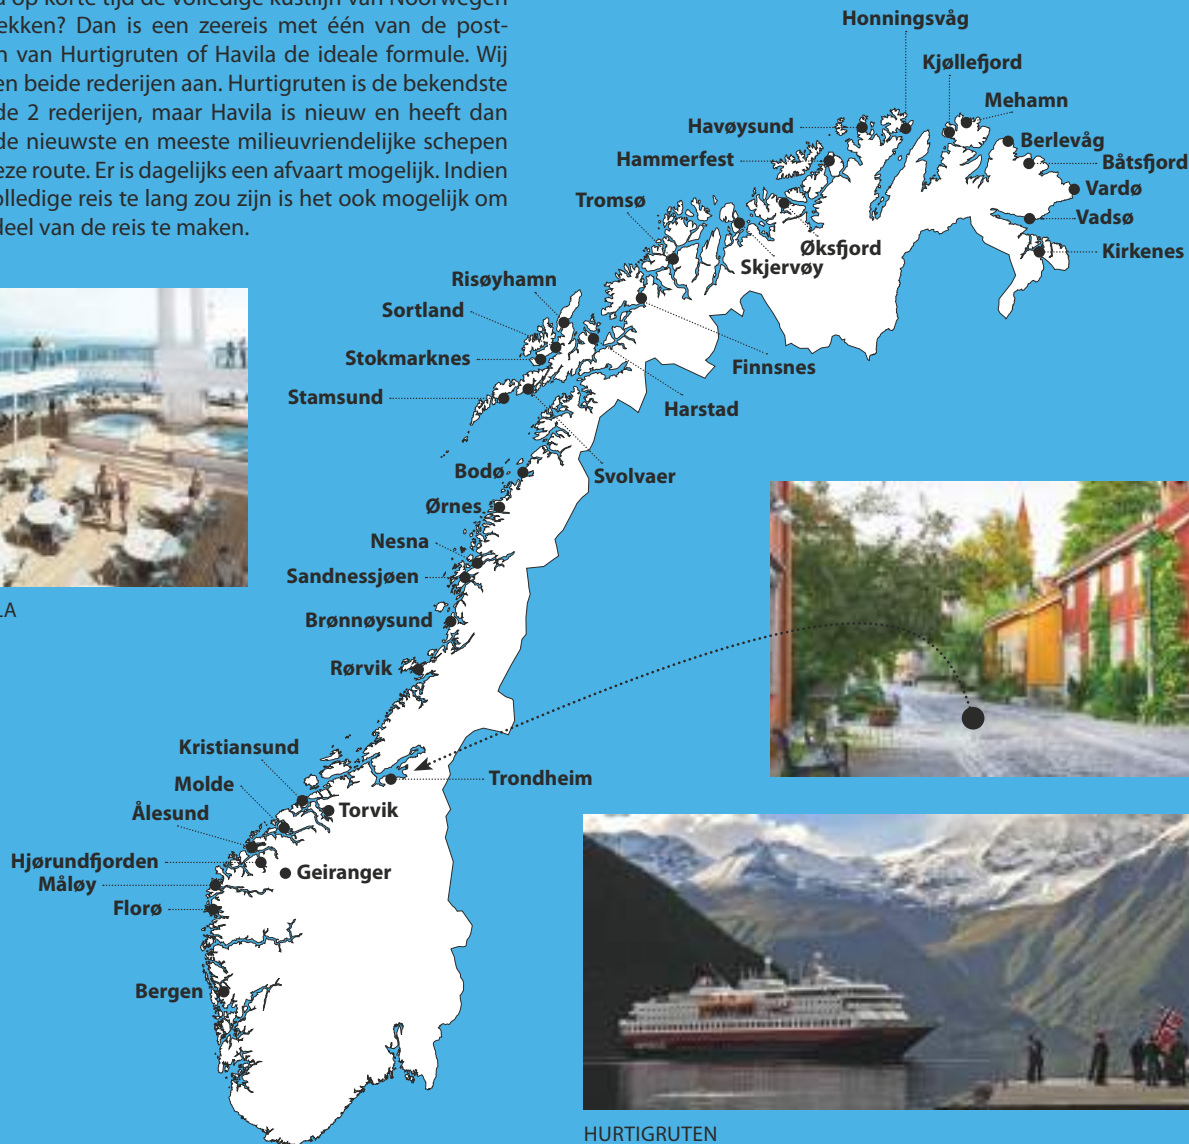 op korte tijd de volledige kustlijn van Noorwegen
Dan is een zeereis met één van de post-
van Hurtigruten of Havila de ideale formule. Wij
beide rederijen aan. Hurtigruten is de bekendste
de 2 rederijen, maar Havila is nieuw en heeft dan
de nieuwste en meeste milieuvriendelijke schepen
route. Er is dagelijks een afvaart mogelijk. Indien
reis te lang zou zijn is het ook mogelijk om
deel van de reis te maken.
Honningsvåg
Kjøllefjord
Mehamn
Havøysund
Berlevåg
Hammerfest
Båtsfjord
Vardø
Tromsø
Vadsø
Øksfjord
Kirkenes
Skjervøy
Risøyhamn
Sortland
Stokmarknes
Finnsnes
Stamsund
Harstad
Bodø
Svolvaer
Ørnes
Nesna
Sandnessjøen
Brønnøysund
Rørvik
Kristiansund
Trondheim
Molde
Torvik
Ålesund
Hjørundfjorden
Geiranger
Måløy
Florø
Bergen
LA
HURTIGRUTEN